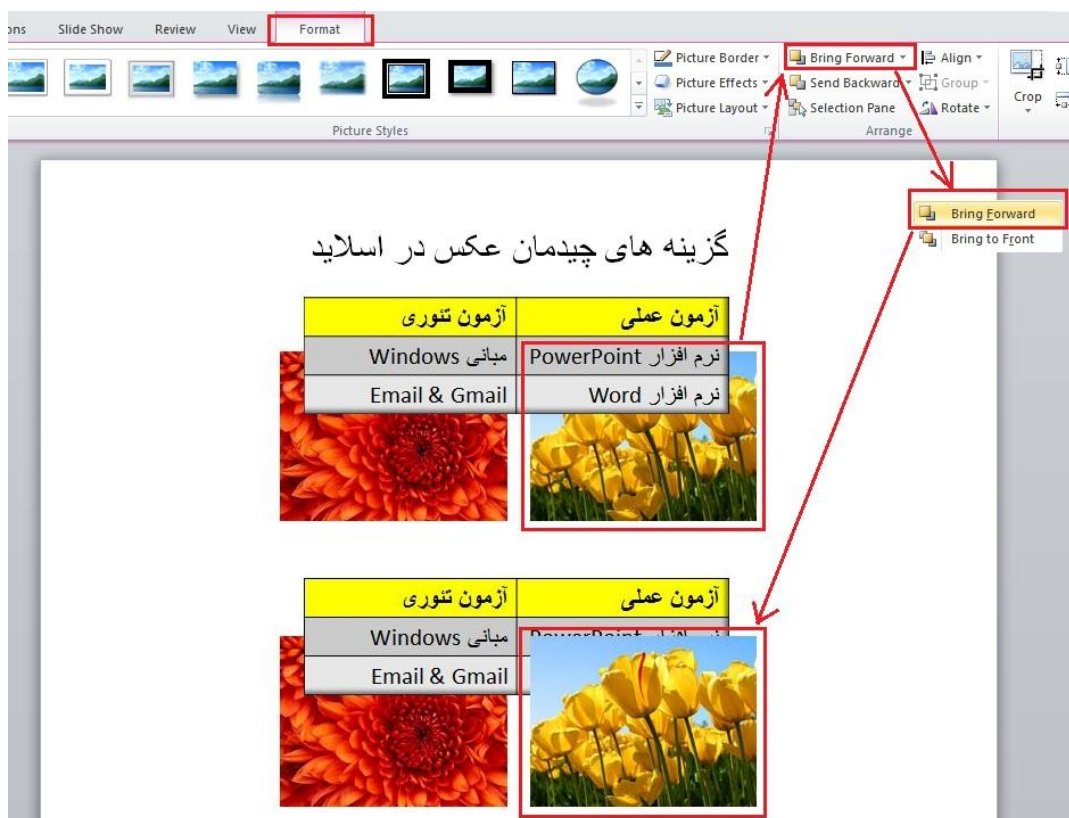 ons Slide Show Review View Format
Picture Border Bring Forward Align
Picture Effects Send Backward Group
Picture Layout Selection Pane Rotate Crop
Picture Styles Arrange
Bring Forward
Bring to Front
گزینه های چیدمان عکس در اسلاید
آزمون عملی آزمون تئوری
نرم افزار PowerPoint مبانی Windows
نرم افزار Word Email & Gmail
آزمون عملی آزمون تئوری
نرم افزار PowerPoint مبانی Windows
Email & Gmail